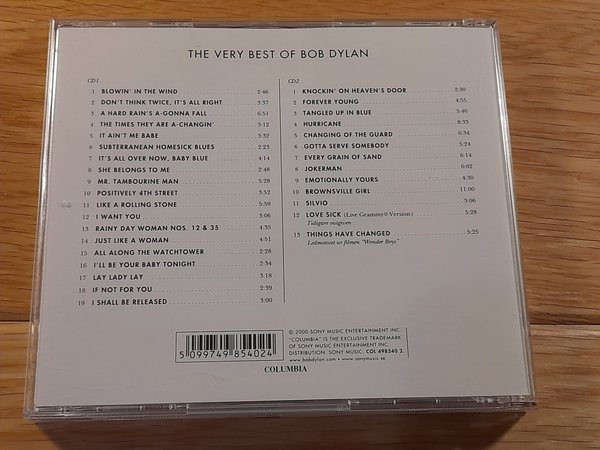 THE VERY BEST OF BOB DYLAN
CD1
1 BLOWIN' IN THE WIND 2:46
2 DON'T THINK TWICE, IT'S ALL RIGHT 3:37
3 A HARD RAIN'S A-GONNA FALL 6:51
4 THE TIMES THEY ARE A-CHANGIN' 3:12
5 IT AIN'T ME BABE 3:32
6 SUBTERRANEAN HOMESICK BLUES 2:18
7 IT'S ALL OVER NOW, BABY BLUE 4:14
8 SHE BELONGS TO ME 2:48
9 MR. TAMBOURINE MAN 5:28
10 POSITIVELY 4TH STREET 3:52
11 LIKE A ROLLING STONE 5:59
12 I WANT YOU 3:06
13 RAINY DAY WOMAN NOS. 12 & 35 4:35
14 JUST LIKE A WOMAN 4:51
15 ALL ALONG THE WATCHTOWER 2:33
16 I'LL BE YOUR BABY TONIGHT 2:34
17 LAY LADY LAY 3:18
18 IF NOT FOR YOU 2:39
19 I SHALL BE RELEASED 3:00
CD2
1 KNOCKIN' ON HEAVEN'S DOOR 2:30
2 FOREVER YOUNG 4:55
3 TANGLED UP IN BLUE 5:40
4 HURRICANE 8:33
5 CHANGING OF THE GUARD 6:34
6 GOTTA SERVE SOMEBODY 5:24
7 EVERY GRAIN OF SAND 6:14
8 JOKERMAN 6:12
9 EMOTIONALLY YOURS 4:30
10 BROWNSVILLE GIRL 11:00
11 SILVIO 3:06
12 LOVE SICK (Live Grammy® Version) 5:28
Tidigare outgiven
13 THINGS HAVE CHANGED 5:25
Ledmotivet ur filmen "Wonder Boys"
5 099749 854024
℗ 2000 SONY MUSIC ENTERTAINMENT INC.
"COLUMBIA" IS THE EXCLUSIVE TRADEMARK
OF SONY MUSIC ENTERTAINMENT INC
DISTRIBUTION: SONY MUSIC. COL 498540 2
www.bobdylan.com • www.sonymusic.se
COLUMBIA